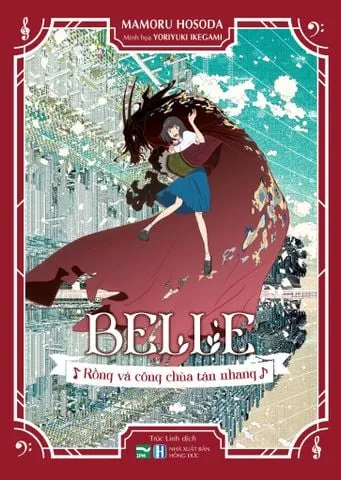 MAMORU HOSODA
Minh họa YORIYUKI IKEGAMI
BELLE
Rồng và công chúa tàn nhang
Trúc Linh dịch
IPM
NHÀ XUẤT BẢN
HỒNG ĐỨC